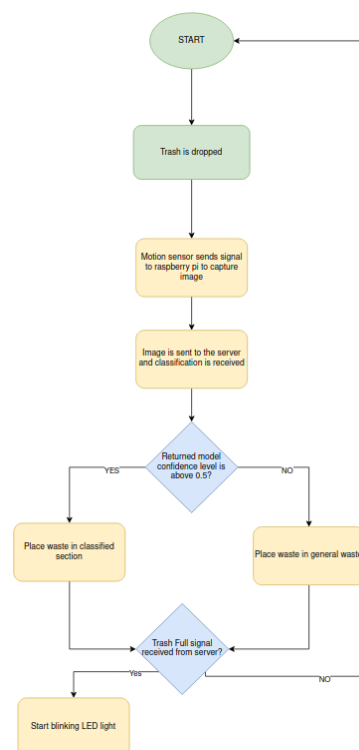 START
Trash is dropped
Motion sensor sends signal
to raspberry pi to capture
image
Image is sent to the server
and classification is received
Returned model
confidence level is
above 0.5?
YES
NO
Place waste in classified
section
Place waste in general waste
Trash Full signal
received from server?
Yes
NO
Start blinking LED light